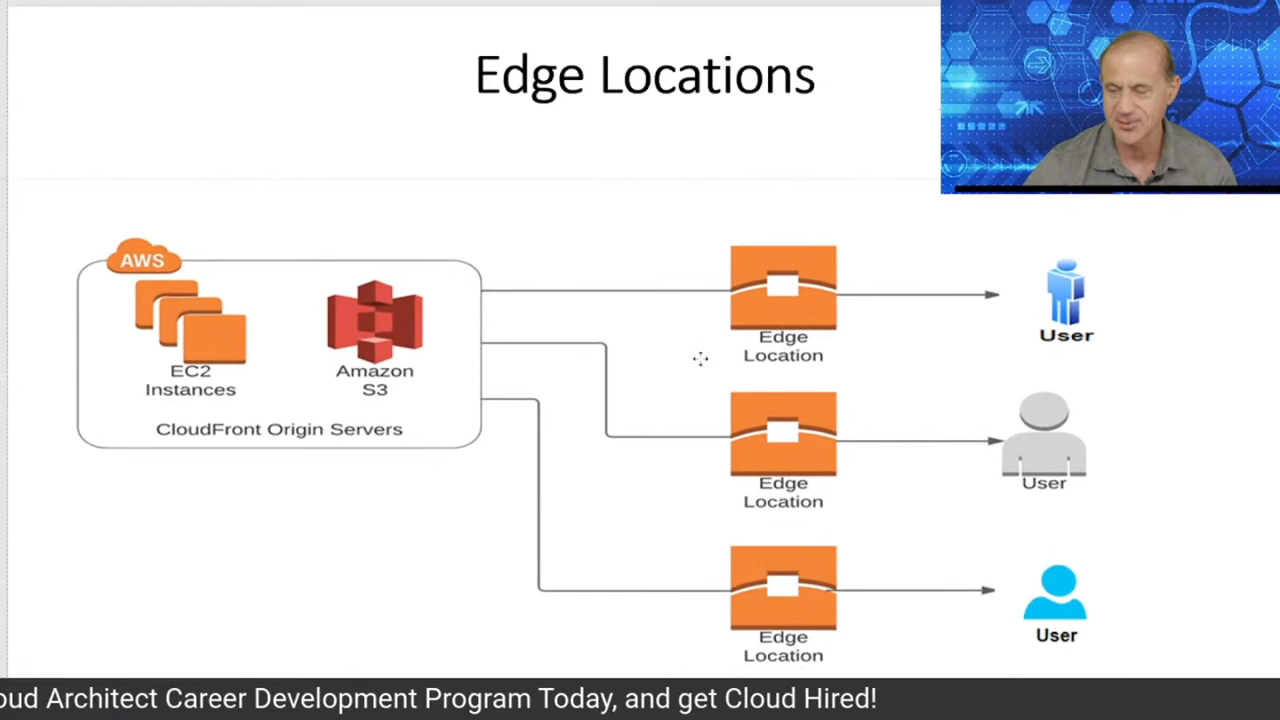 Edge Locations
AWS
EC2
Instances
Amazon
S3
CloudFront Origin Servers
Edge
Location
User
Edge
Location
User
Edge
Location
User
Architect Career Development Program Today, and get Cloud Hired!